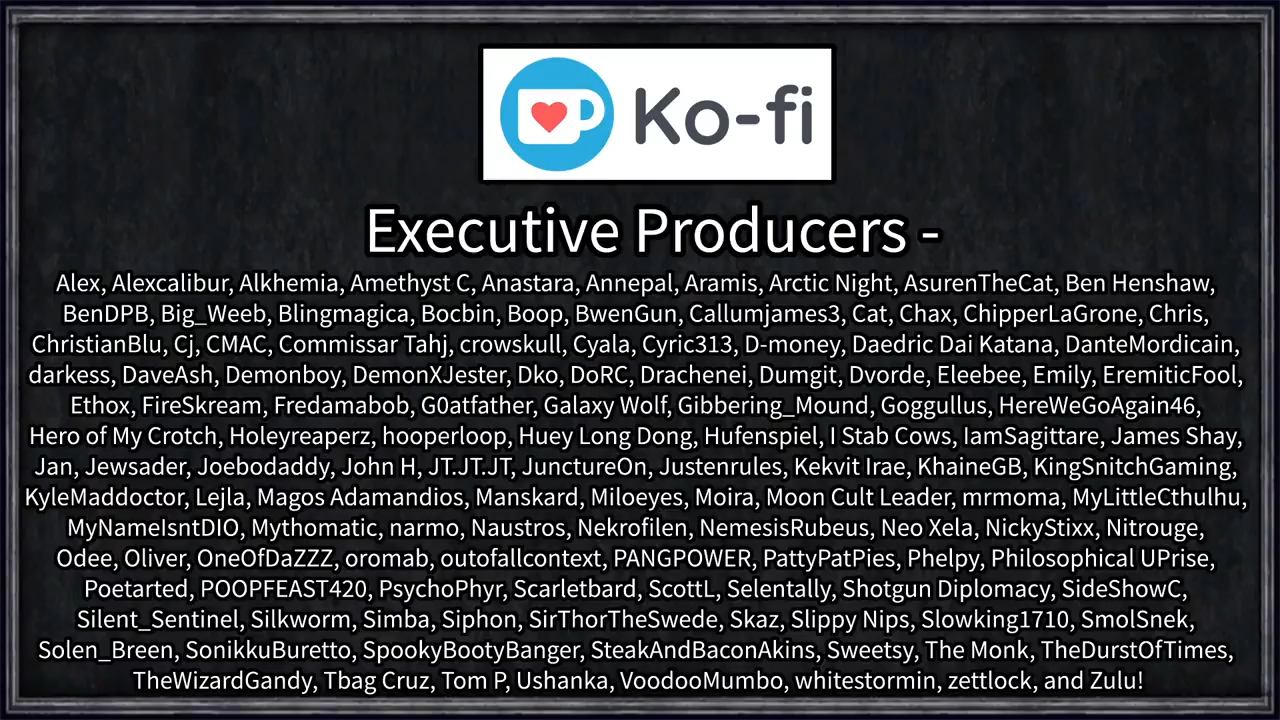 Ko-fi
Executive Producers -
Alex, Alexcalibur, Alkhemia, Amethyst C, Anastara, Annepal, Aramis, Arctic Night, AsurenTheCat, Ben Henshaw,
BenDPB, Big_Weeb, Blingmagica, Bocbin, Boop, BwenGun, Callumjames3, Cat, Chax, ChipperLaGrone, Chris,
ChristianBlu, Cj, CMAC, Commissar Tahj, crowskull, Cyala, Cyric313, D-money, Daedric Dai Katana, DanteMordicain,
darkess, DaveAsh, Demonboy, DemonXJester, Dko, DoRC, Drachenei, Dumgit, Dvorde, Eleebee, Emily, EremiticFool,
Ethox, FireSkream, Fredamabob, G0atfather, Galaxy Wolf, Gibbering_Mound, Goggullus, HereWeGoAgain46,
Hero of My Crotch, Holeyreaperz, hooperloop, Huey Long Dong, Hufenspiel, I Stab Cows, IamSagittare, James Shay,
Jan, Jewsader, Joebodaddy, John H, JT.JT.JT, JunctureOn, Justenrules, Kekvit Irae, KhaineGB, KingSnitchGaming,
KyleMaddoctor, Lejla, Magos Adamandios, Manskard, Miloeyes, Moira, Moon Cult Leader, mrmoma, MyLittleCthulhu,
MyNameIsntDIO, Mythomatic, narmo, Naustros, Nekrofilen, NemesisRubeus, Neo Xela, NickyStixx, Nitrouge,
Odee, Oliver, OneOfDaZZZ, oromab, outofallcontext, PANGPOWER, PattyPatPies, Phelpy, Philosophical UPrise,
Poetarted, POOPFEAST420, PsychoPhyr, Scarletbard, ScottL, Selentally, Shotgun Diplomacy, SideShowC,
Silent_Sentinel, Silkworm, Simba, Siphon, SirThorTheSwede, Skaz, Slippy Nips, Slowking1710, SmolSnek,
Solen_Breen, SonikkuBuretto, SpookyBootyBanger, SteakAndBaconAkins, Sweetsy, The Monk, TheDurstOfTimes,
TheWizardGandy, Tbag Cruz, Tom P, Ushanka, VoodooMumbo, whitestormin, zettlock, and Zulu!